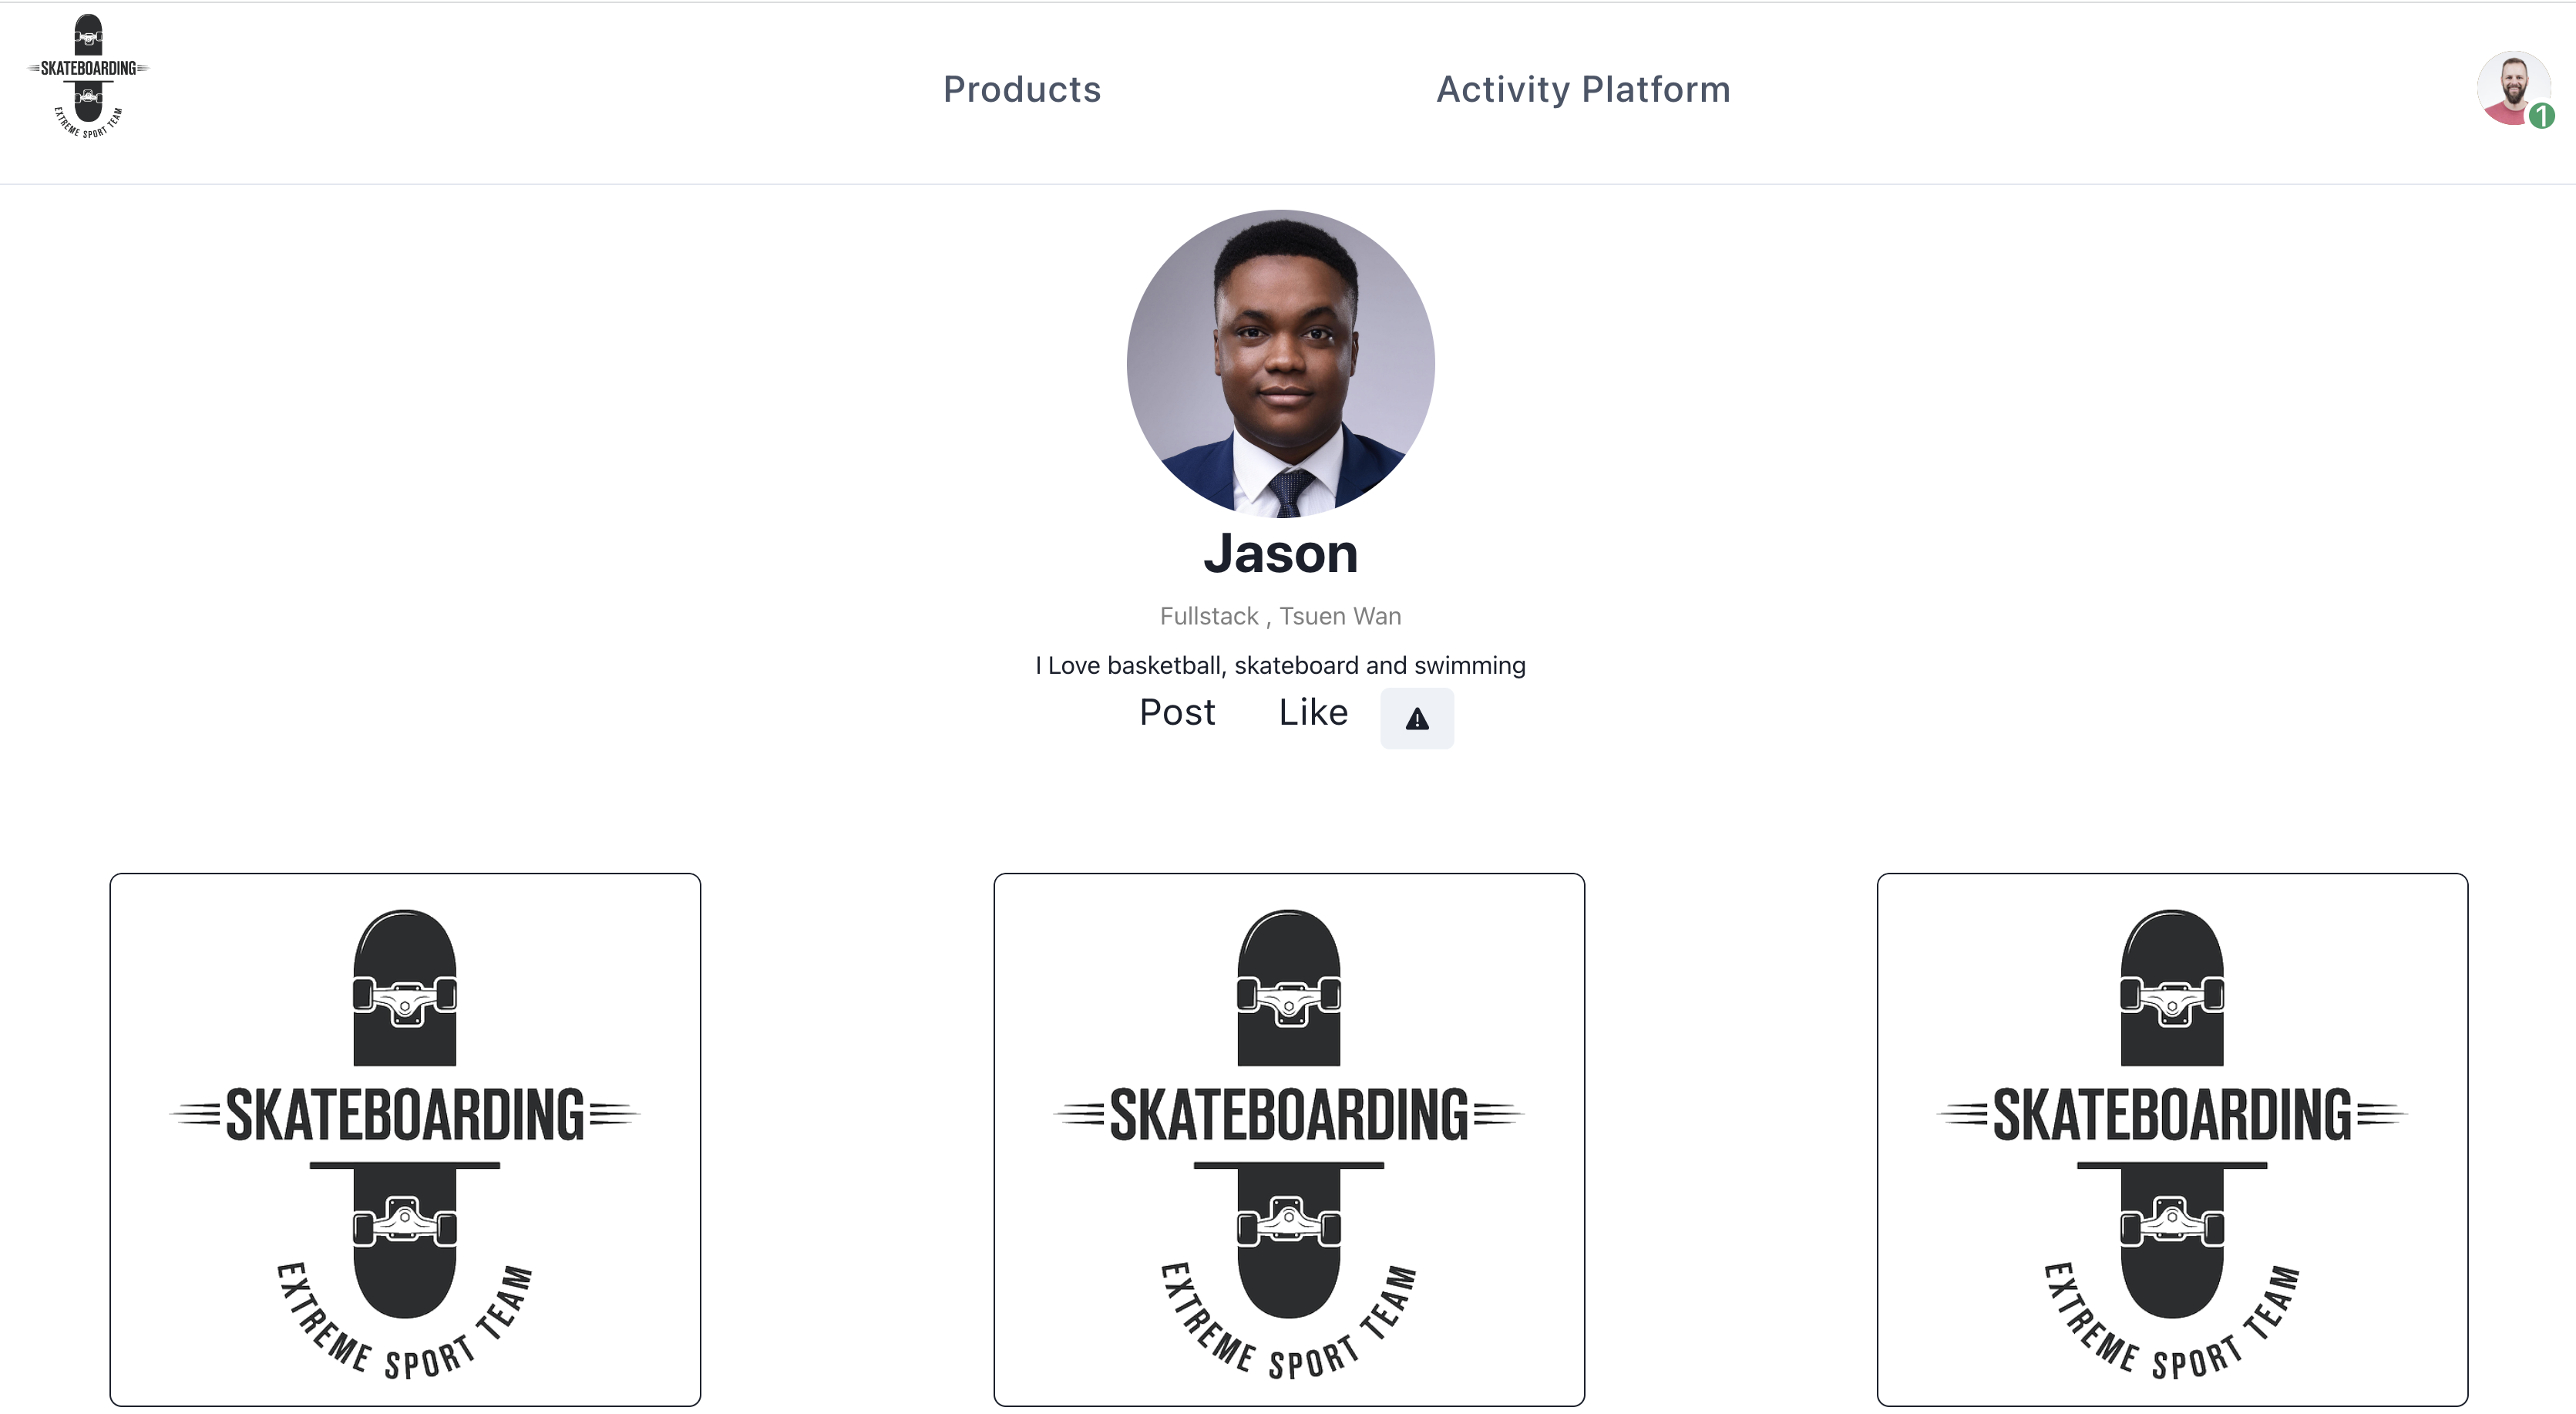 SKATEBOARDING
EXTREME SPORT TEAM
Products
Activity Platform
1
Jason
Fullstack , Tsuen Wan
I Love basketball, skateboard and swimming
Post
Like
SKATEBOARDING
EXTREME SPORT TEAM
SKATEBOARDING
EXTREME SPORT TEAM
SKATEBOARDING
EXTREME SPORT TEAM